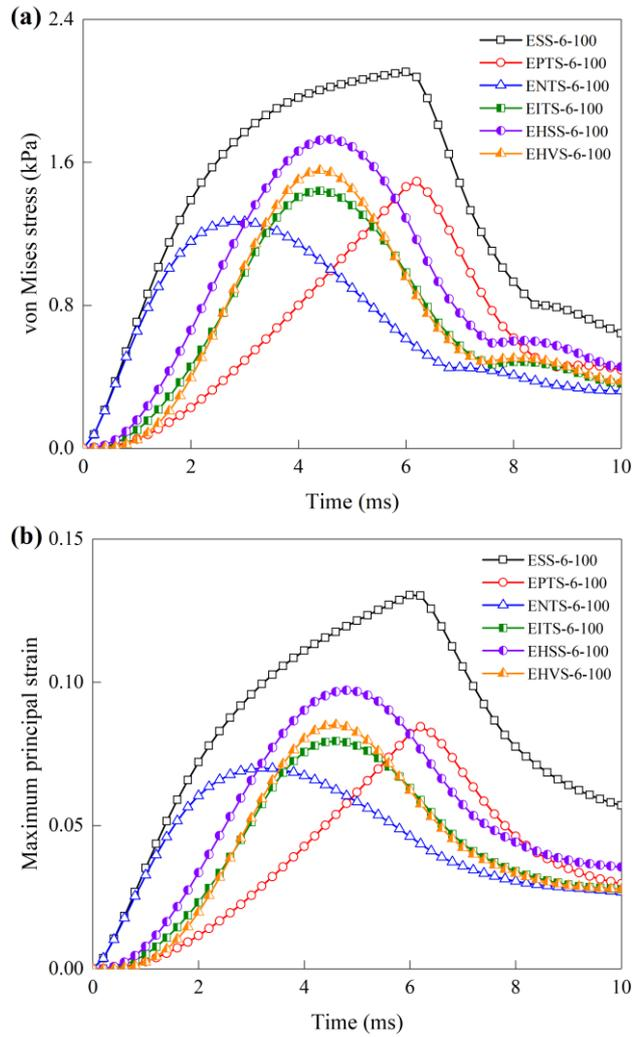 (a)
2.4
1.6
0.8
0.0
von Mises stress (kPa)
ESS-6-100
EPTS-6-100
ENTS-6-100
EITS-6-100
EHSS-6-100
EHVS-6-100
0 2 4 6 8 10
Time (ms)
(b)
0.15
0.10
0.05
0.00
Maximum principal strain
ESS-6-100
EPTS-6-100
ENTS-6-100
EITS-6-100
EHSS-6-100
EHVS-6-100
0 2 4 6 8 10
Time (ms)